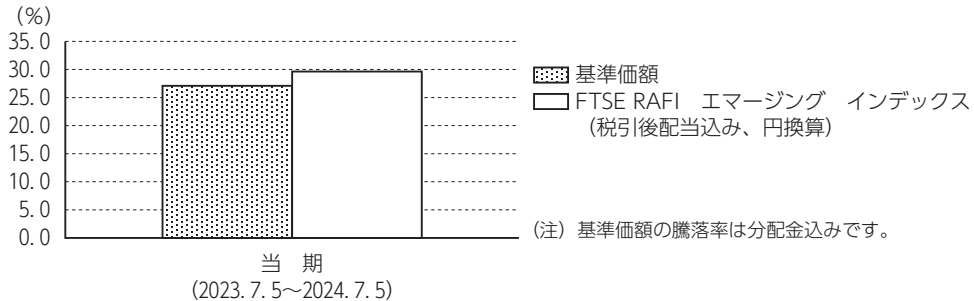 （%）
35.0
30.0
25.0
20.0
15.0
10.0
5.0
0.0
基準価額
FTSE RAFI　エマージング　インデックス
（税引後配当込み、円換算）
（注）基準価額の騰落率は分配金込みです。
当　期
（2023.7.5～2024.7.5）